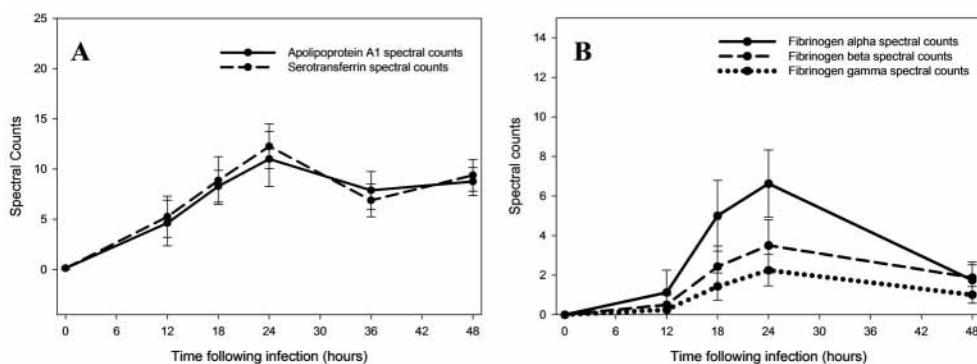 A
Apolipoprotein A1 spectral counts
Serotransferrin spectral counts
Spectral Counts
25
20
15
10
5
0
0 6 12 18 24 30 36 42 48
Time following infection (hours)
B
Fibrinogen alpha spectral counts
Fibrinogen beta spectral counts
Fibrinogen gamma spectral counts
Spectral counts
14
12
10
8
6
4
2
0
0 6 12 18 24 30 36 42 48
Time following infection (hours)